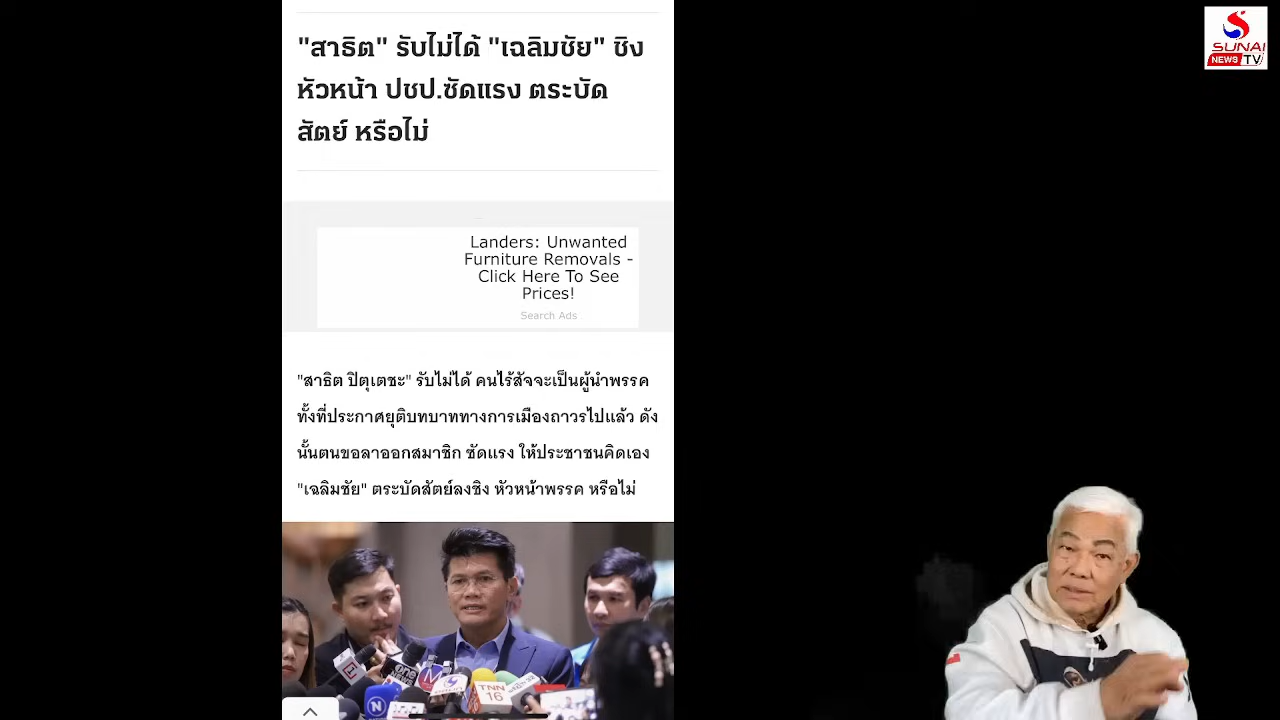 "สาธิต" รับไม่ได้ "เฉลิมชัย" ชิง
หัวหน้า ปชป.ซัดแรง ตระบัด
สัตย์ หรือไม่
SUNAI
NEWS TV
Landers: Unwanted
Furniture Removals -
Click Here To See
Prices!
Search Ads
"สาธิต ปิตุเตชะ" รับไม่ได้ คนไร้สัจจะเป็นผู้นำพรรค
ทั้งที่ประกาศยุติบทบาททางการเมืองถาวรไปแล้ว ดัง
นั้นตนขอลาออกสมาชิก ซัดแรง ให้ประชาชนคิดเอง
"เฉลิมชัย" ตระบัดสัตย์ลงชิง หัวหน้าพรรค หรือไม่
one
TNN
16
N